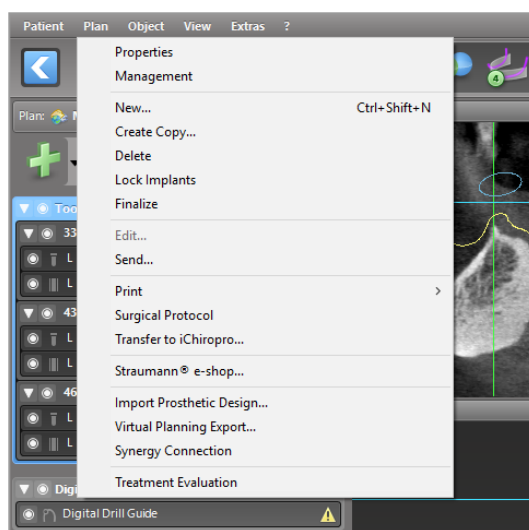 Patient Plan Object View Extras ?
Properties
Management
New... Ctrl+Shift+N
Plan:
Create Copy...
Delete
Lock Implants
Finalize
Edit...
Send...
Print
Surgical Protocol
Transfer to iChiropro...
Straumann® e-shop...
Import Prosthetic Design...
Virtual Planning Export...
Synergy Connection
Treatment Evaluation
33
L
L
43
L
L
46
L
L
4
Digital Drill Guide